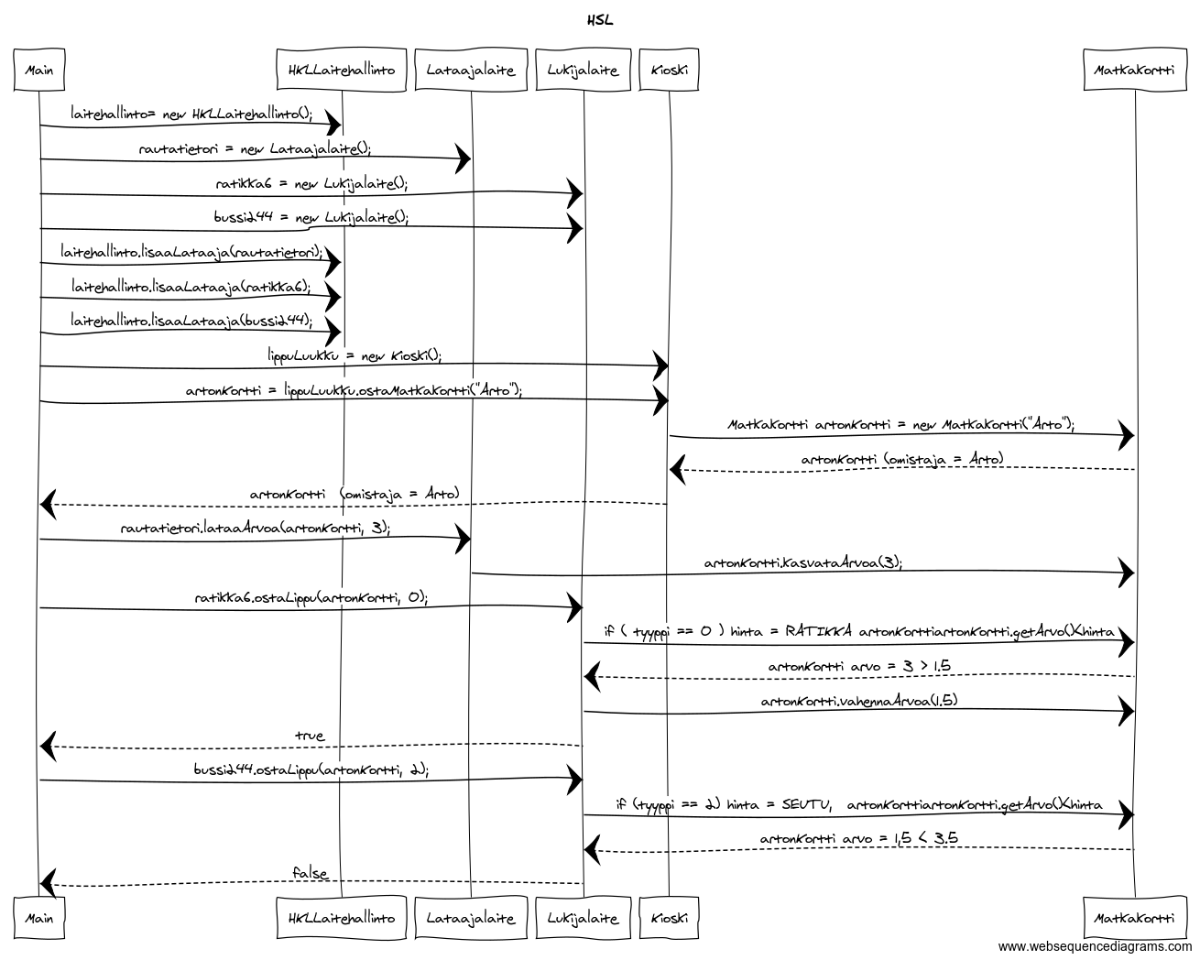 HSL
Main
HKLLaitehallinto
Lataajalaite
Lukijalaite
Kioski
Matkakortti
laitehallinto= new HKLLaitehallinto();
rautatietori = new Lataajalaite();
ratikka6 = new Lukijalaite();
bussi244 = new Lukijalaite();
laitehallinto.lisaaLataaja(rautatietori);
laitehallinto.lisaaLataaja(ratikka6);
laitehallinto.lisaaLataaja(bussi244);
lippuLuukku = new Kioski();
artonKortti = lippuLuukku.ostaMatkakortti("Arto");
Matkakortti artonKortti = new Matkakortti("Arto");
artonKortti (omistaja = Arto)
artonKortti (omistaja = Arto)
rautatietori.lataaArvoa(artonKortti, 3);
artonKortti.kasvataArvoa(3);
ratikka6.ostaLippu(artonKortti, 0);
if ( tyyppi == 0 ) hinta = RATIKKA artonKorttiartonKortti.getArvo()<hinta
artonKortti arvo = 3 > 1.5
artonKortti.vahennaArvoa(1.5)
true
bussi244.ostaLippu(artonKortti, 2);
if (tyyppi == 2) hinta = SEUTU, artonKorttiartonKortti.getArvo()<hinta
artonKortti arvo = 1,5 < 3.5
false
Main
HKLLaitehallinto
Lataajalaite
Lukijalaite
Kioski
Matkakortti
www.websequencediagrams.com